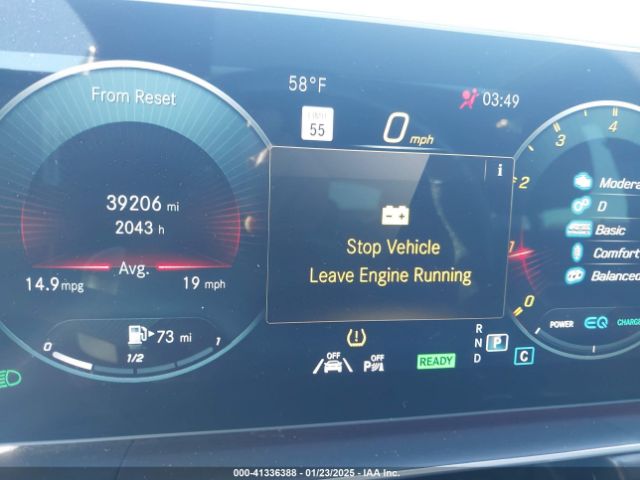 From Reset
39206 mi
2043 h
Avg.
14.9 mpg
19 mph
73 mi
0
1/2
1
58°F
LIMIT
55
0 mph
03:49
i
Stop Vehicle
Leave Engine Running
OFF
P OFF
READY
R
N P
D
C
4
3
2
1
0
Modera
D
Basic
Comfort
Balanced
POWER EQ CHARGE
000-41336388 - 01/23/2025 - IAA Inc.